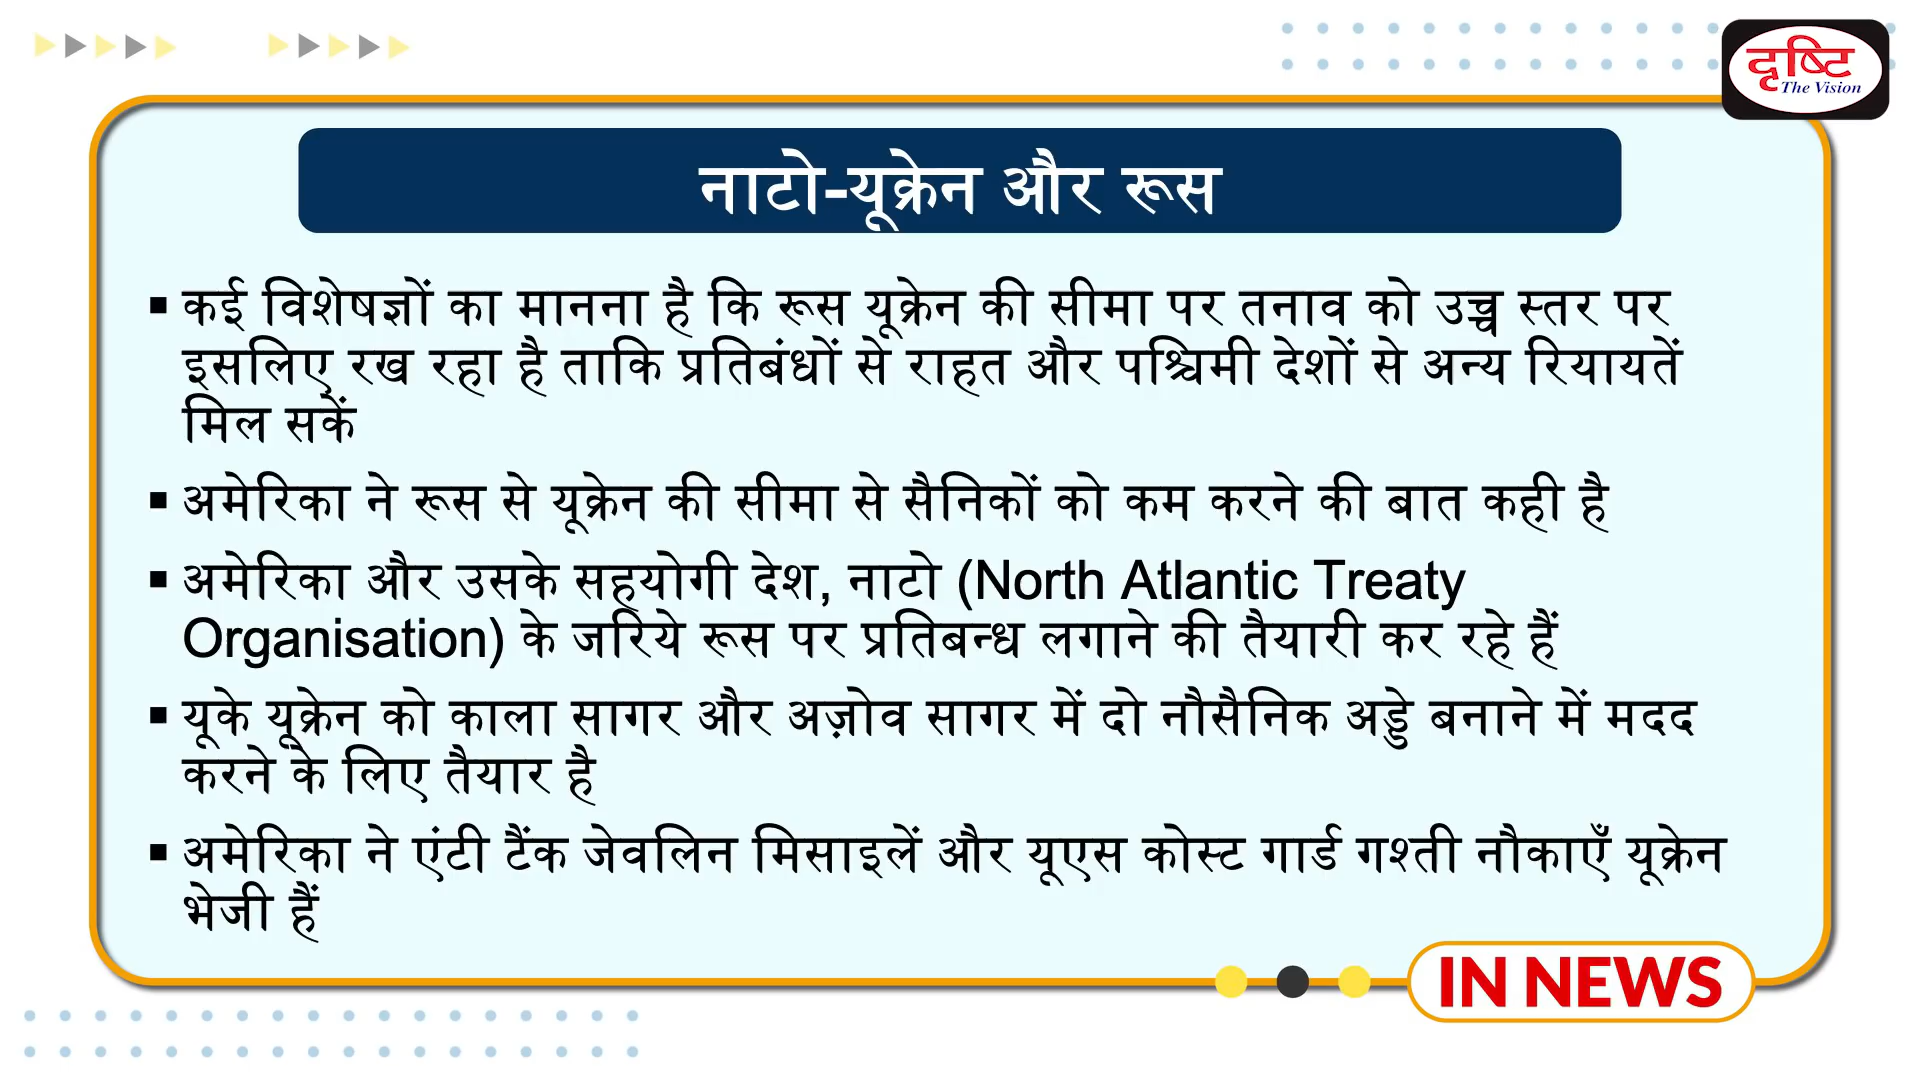 दृष्टि
The Vision
नाटो-यूक्रेन और रूस
▪ कई विशेषज्ञों का मानना है कि रूस यूक्रेन की सीमा पर तनाव को उच्च स्तर पर
इसलिए रख रहा है ताकि प्रतिबंधों से राहत और पश्चिमी देशों से अन्य रियायतें
मिल सकें
▪ अमेरिका ने रूस से यूक्रेन की सीमा से सैनिकों को कम करने की बात कही है
▪ अमेरिका और उसके सहयोगी देश, नाटो (North Atlantic Treaty
Organisation) के जरिये रूस पर प्रतिबन्ध लगाने की तैयारी कर रहे हैं
▪ यूके यूक्रेन को काला सागर और अज़ोव सागर में दो नौसैनिक अड्डे बनाने में मदद
करने के लिए तैयार है
▪ अमेरिका ने एंटी टैंक जेवलिन मिसाइलें और यूएस कोस्ट गार्ड गश्ती नौकाएँ यूक्रेन
भेजी हैं
IN NEWS